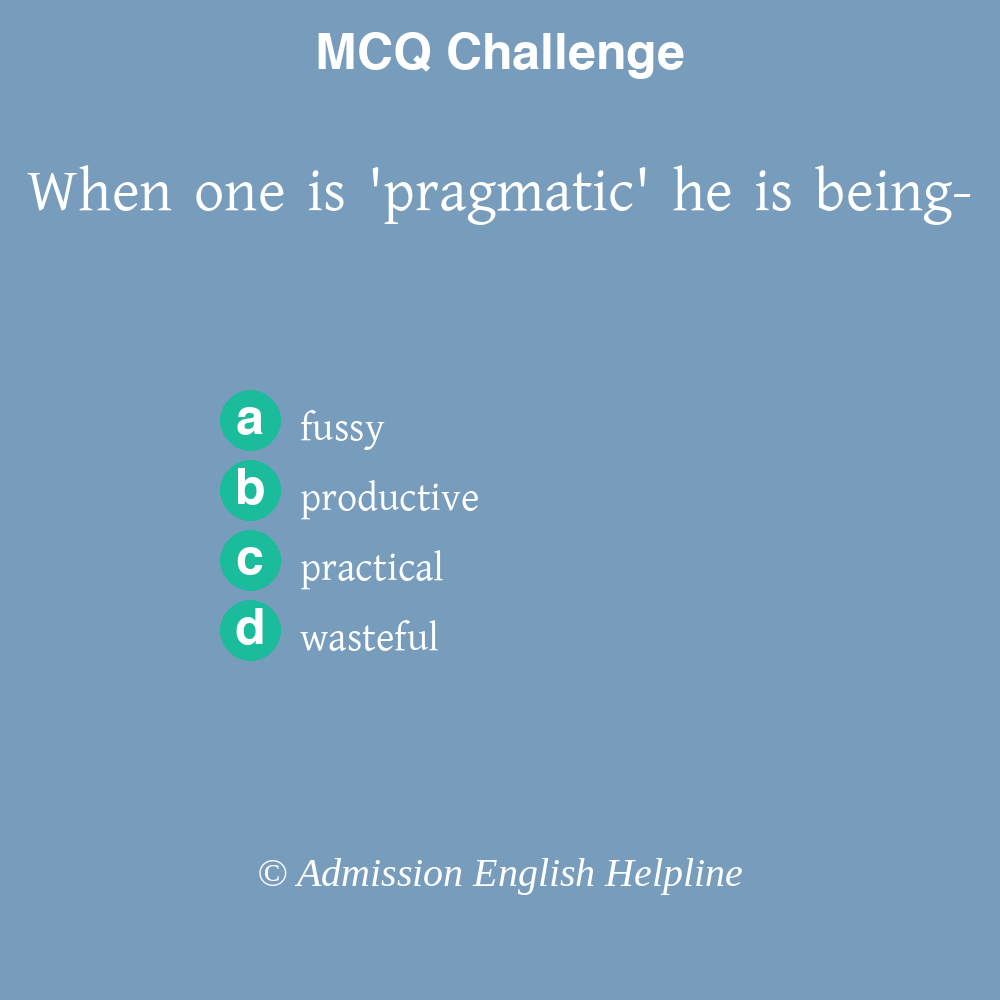 MCQ Challenge
When one is 'pragmatic' he is being-
a fussy
b productive
c practical
d wasteful
© Admission English Helpline